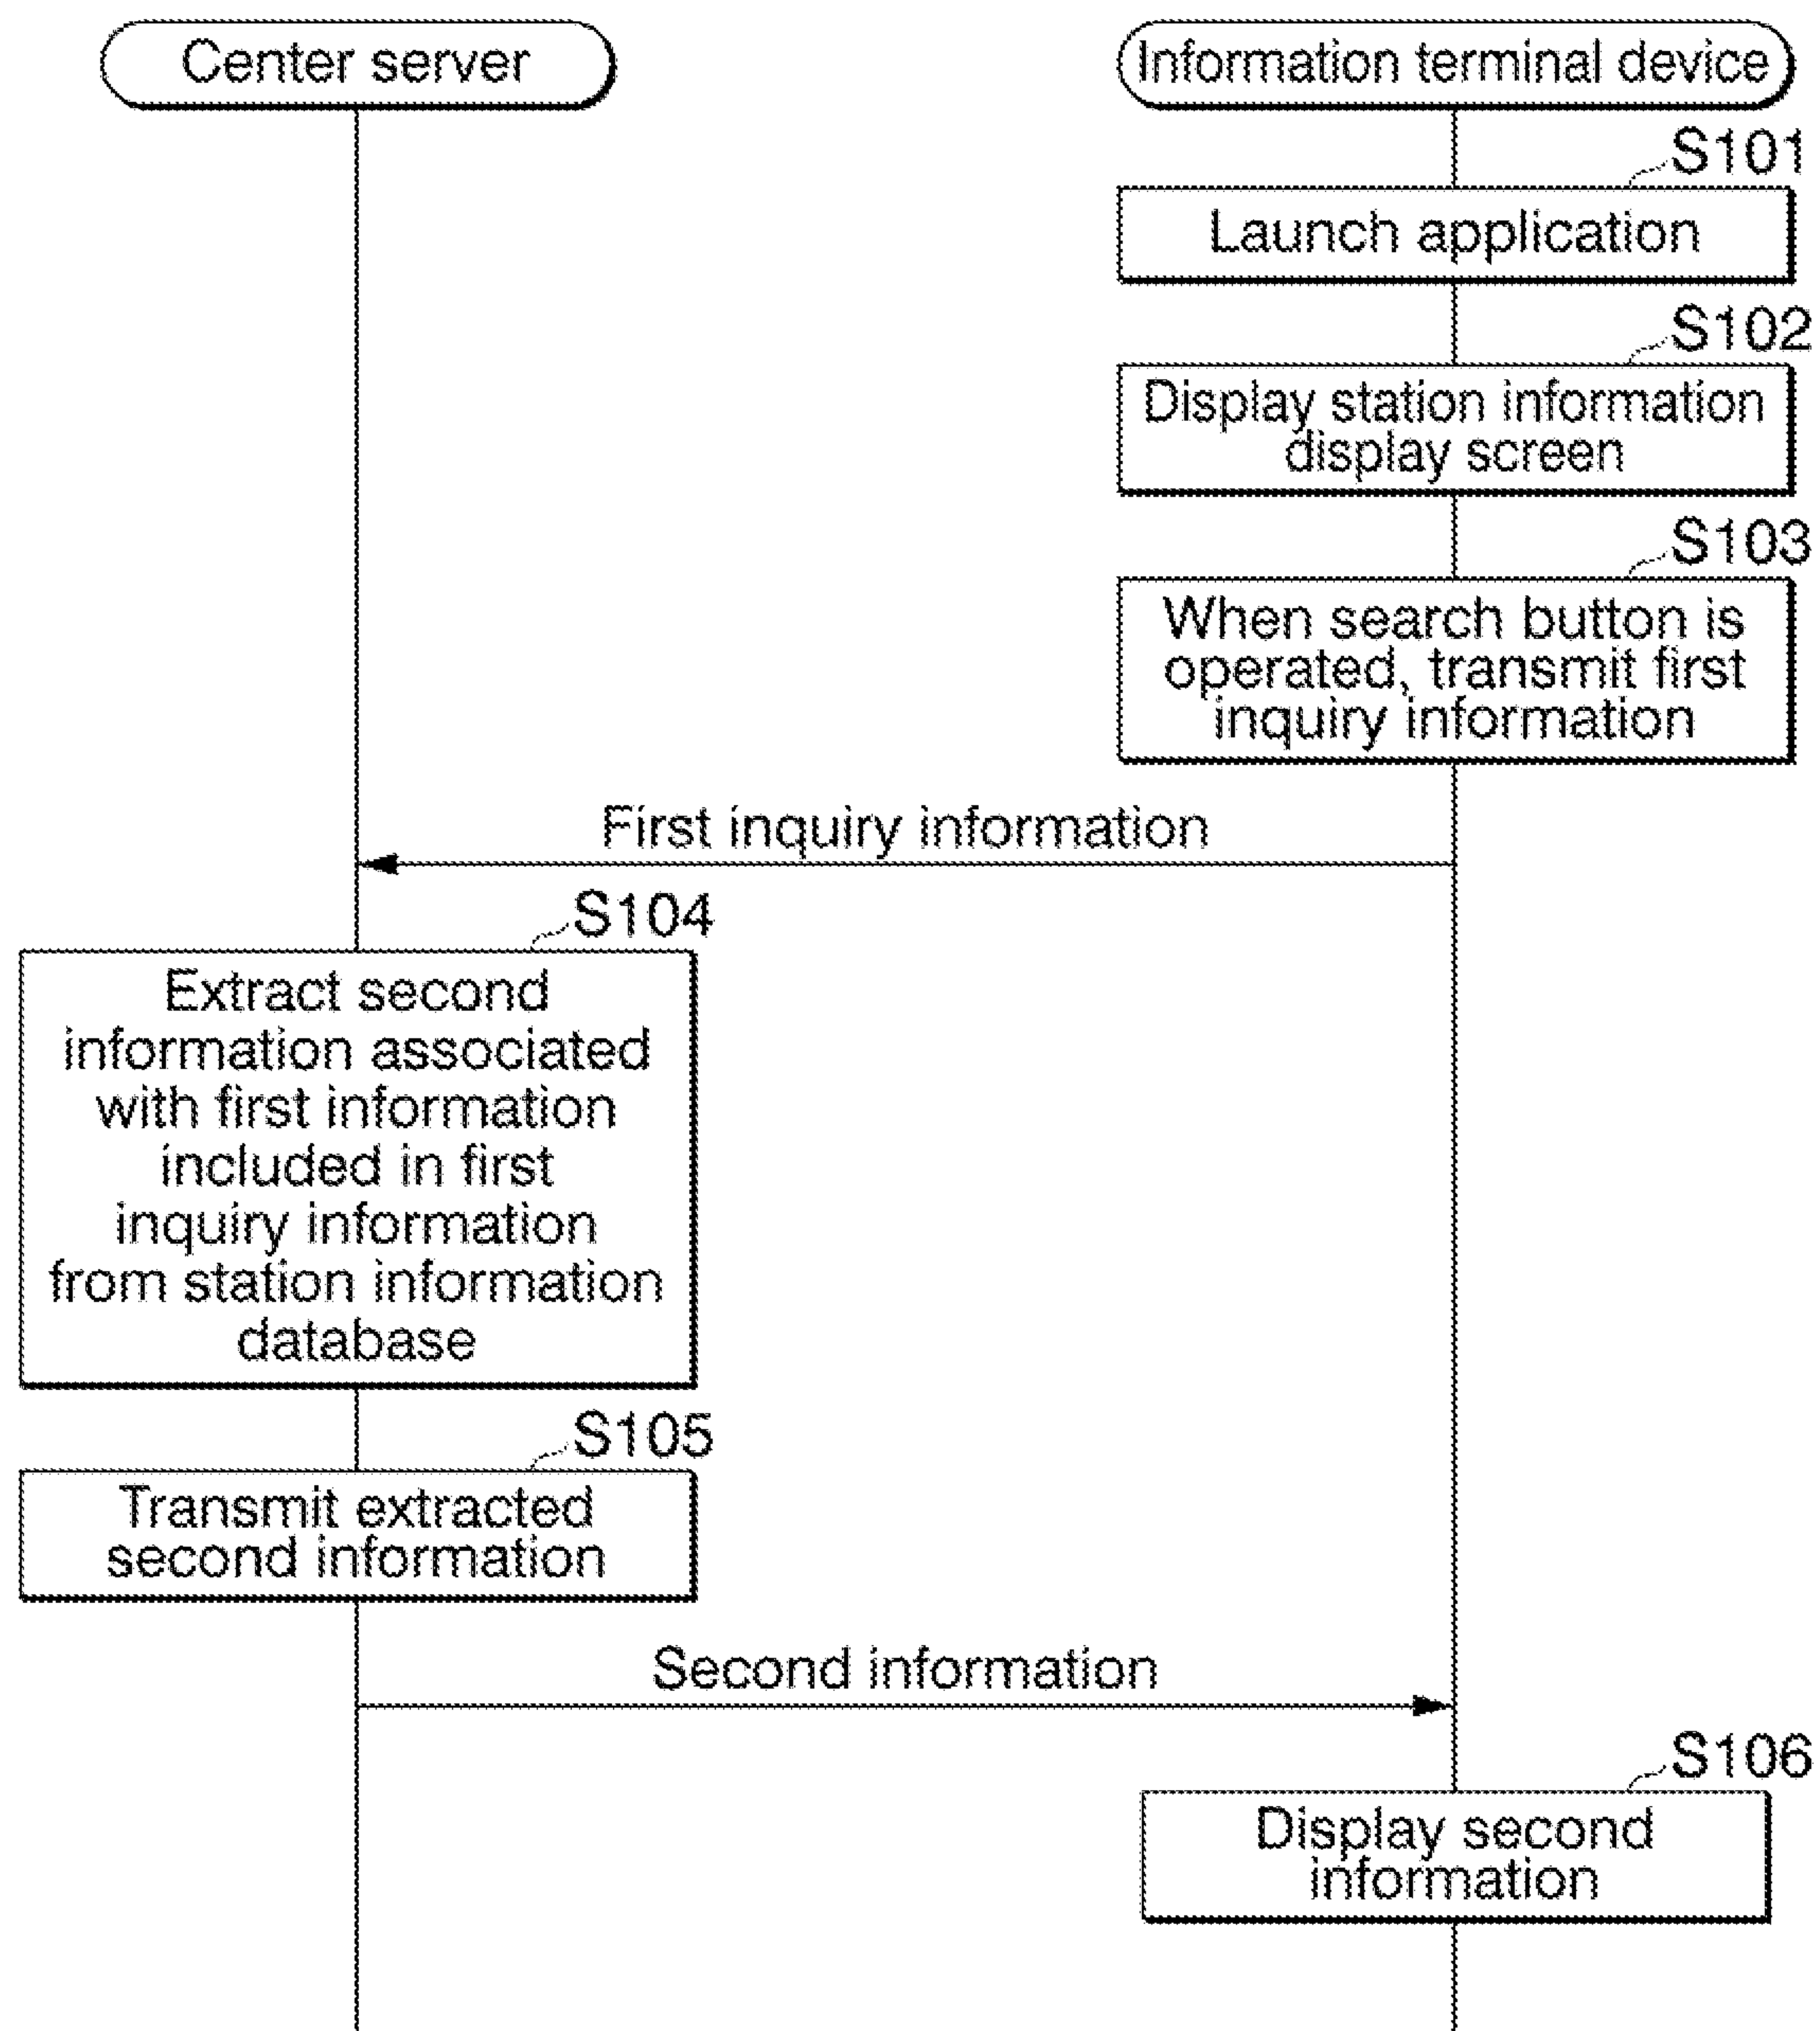 Center server
Information terminal device
S101
Launch application
S102
Display station information
display screen
S103
When search button is
operated, transmit first
inquiry information
First inquiry information
S104
Extract second
information associated
with first information
included in first
inquiry information
from station information
database
S105
Transmit extracted
second information
Second information
S106
Display second
information